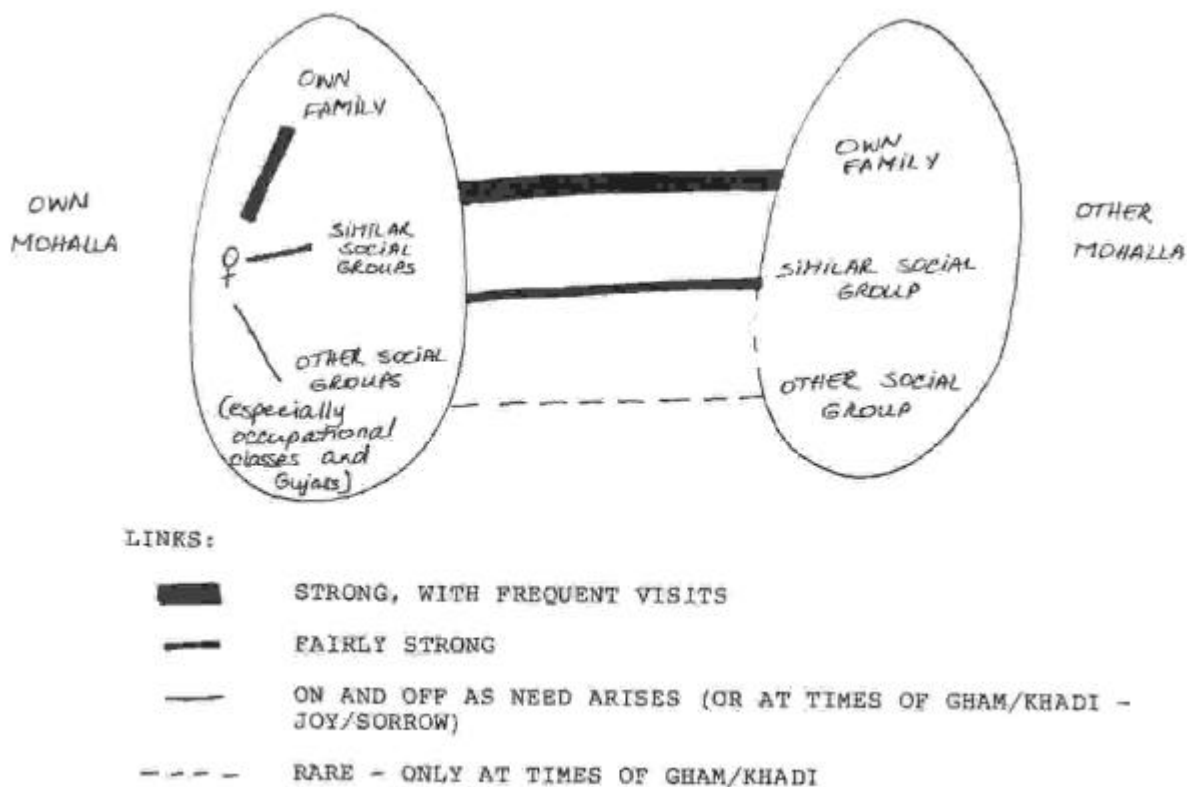 OWN
FAMILY
OWN
MOHALLA
SIMILAR
SOCIAL
GROUPS
OTHER SOCIAL
GROUPS
(especially
occupational
classes and
Gujars)
OWN
FAMILY
SIMILAR SOCIAL
GROUP
OTHER SOCIAL
GROUP
OTHER
MOHALLA
LINKS:
STRONG, WITH FREQUENT VISITS
FAIRLY STRONG
ON AND OFF AS NEED ARISES (OR AT TIMES OF GHAM/KHADI -
JOY/SORROW)
RARE - ONLY AT TIMES OF GHAM/KHADI